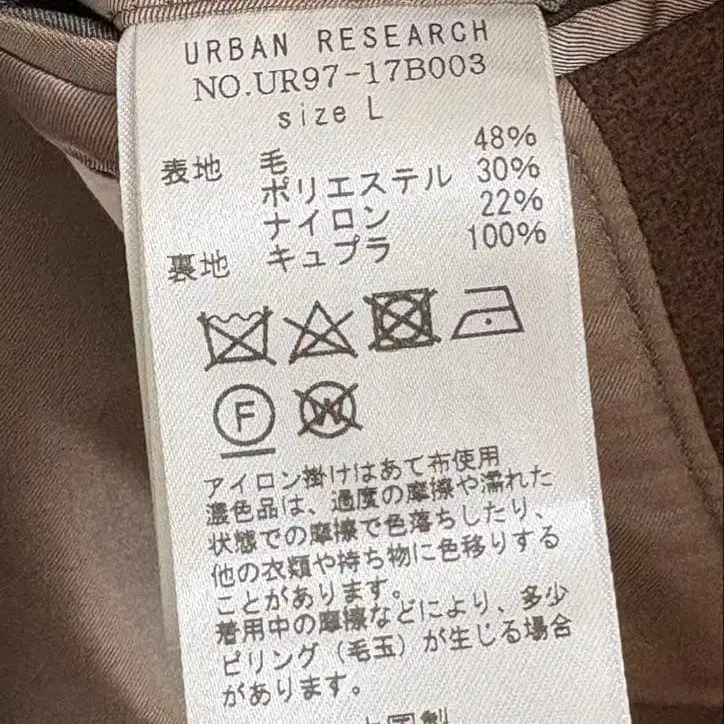 URBAN RESEARCH
NO.UR97-17B003
size L
表地 毛 48%
ポリエステル 30%
ナイロン 22%
裏地 キュプラ 100%
F W
アイロン掛けはあて布使用
濃色品は、過度の摩擦や濡れた
状態での摩擦で色落ちしたり、
他の衣類や持ち物に色移りする
ことがあります。
着用中の摩擦などにより、多少
ピリング（毛玉）が生じる場合
があります。